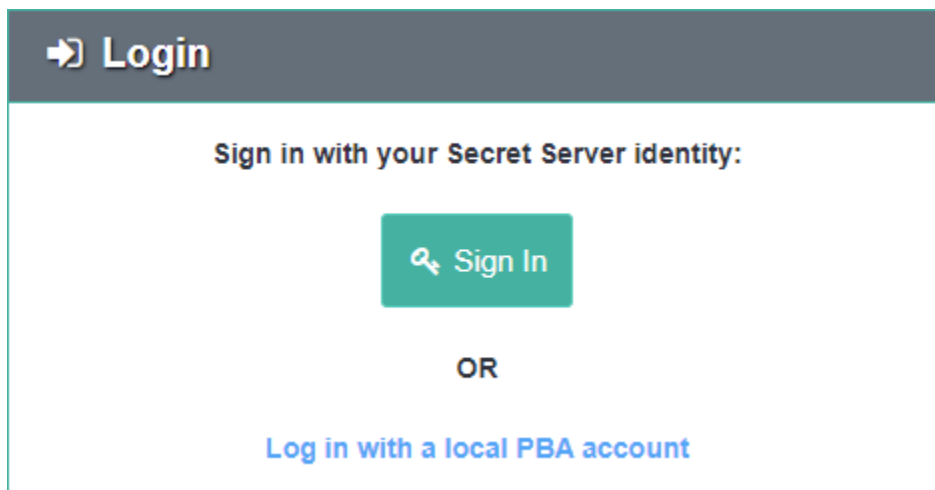 Login
Sign in with your Secret Server identity:
Sign In
OR
Log in with a local PBA account